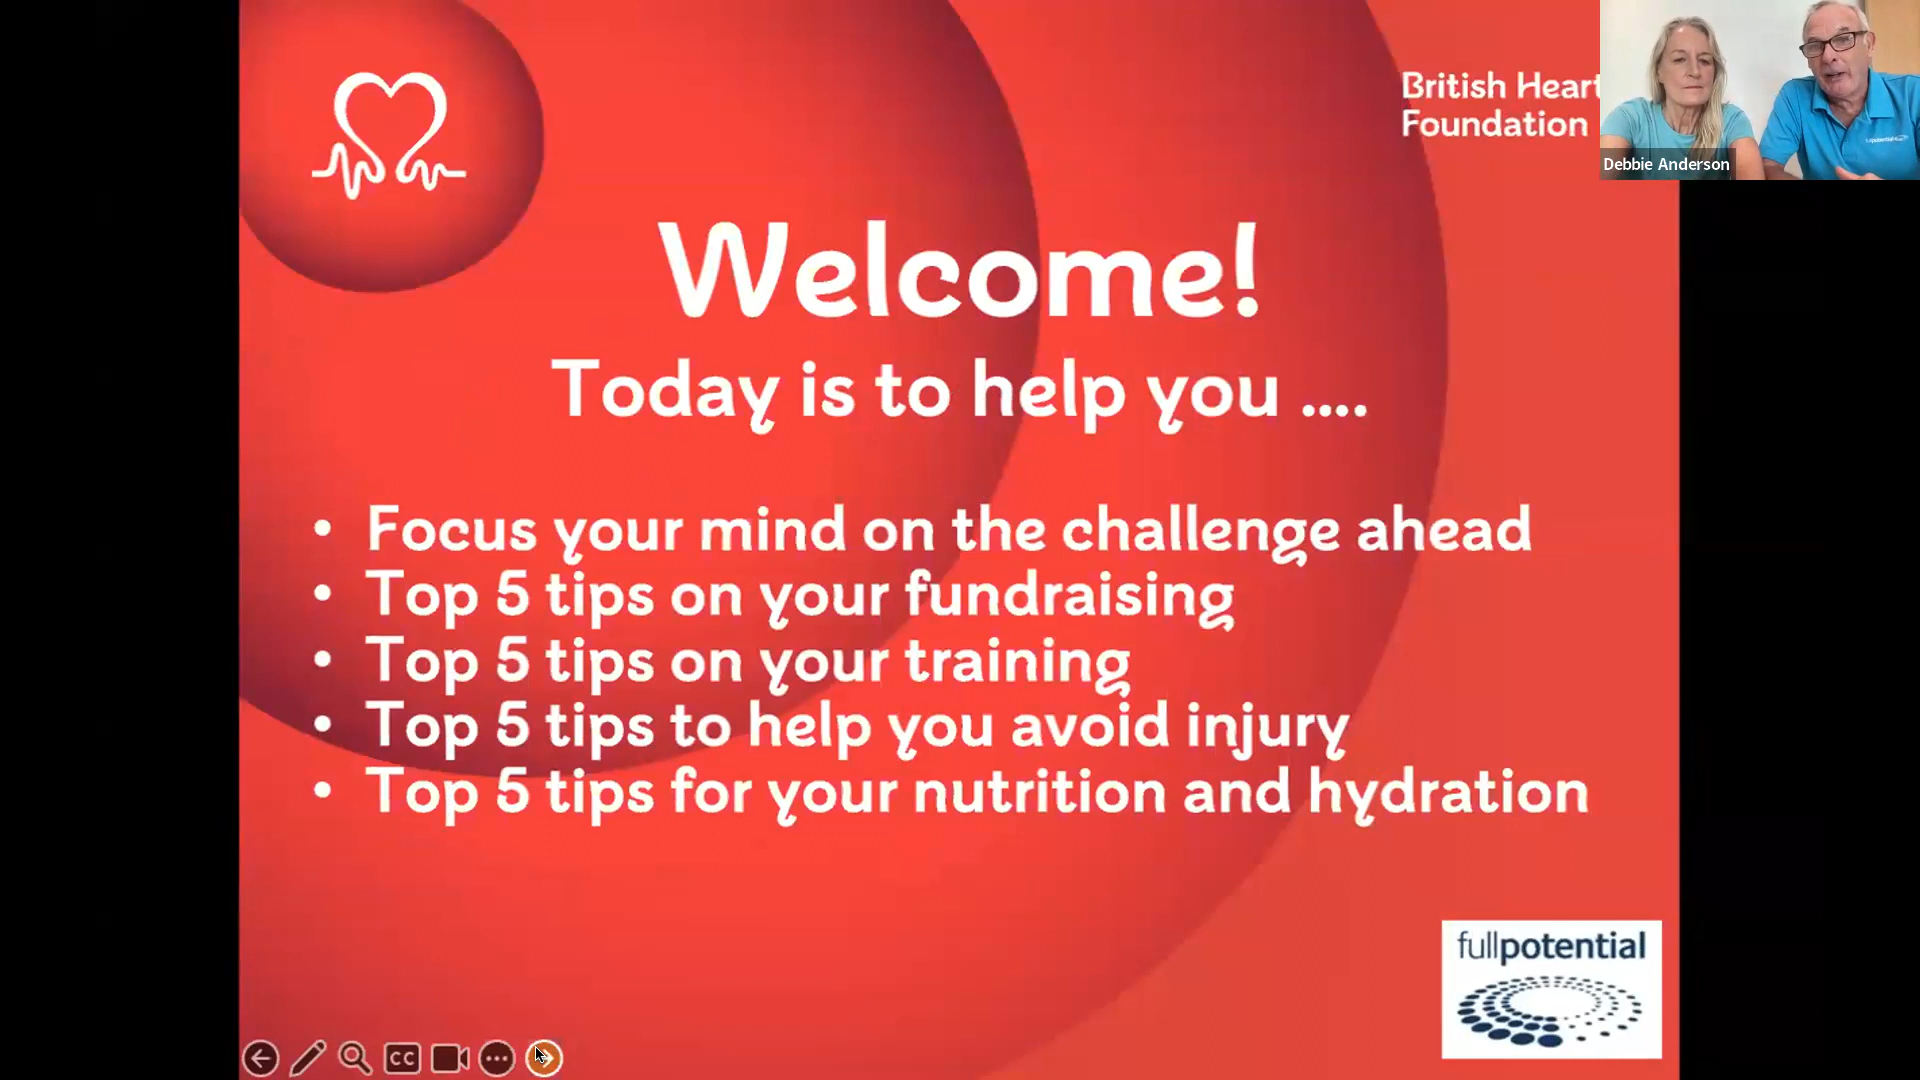 British Heart
Foundation
Debbie Anderson
Welcome!
Today is to help you ....
• Focus your mind on the challenge ahead
• Top 5 tips on your fundraising
• Top 5 tips on your training
• Top 5 tips to help you avoid injury
• Top 5 tips for your nutrition and hydration
fullpotential
CC